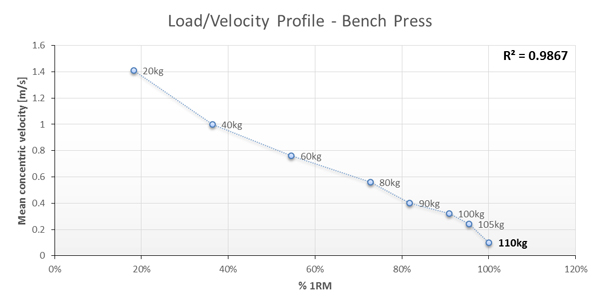 Load/Velocity Profile - Bench Press
R² = 0.9867
Mean concentric velocity [m/s]
1.6
1.4
1.2
1
0.8
0.6
0.4
0.2
0
20kg
40kg
60kg
80kg
90kg
100kg
105kg
110kg
0% 20% 40% 60% 80% 100% 120%
% 1RM